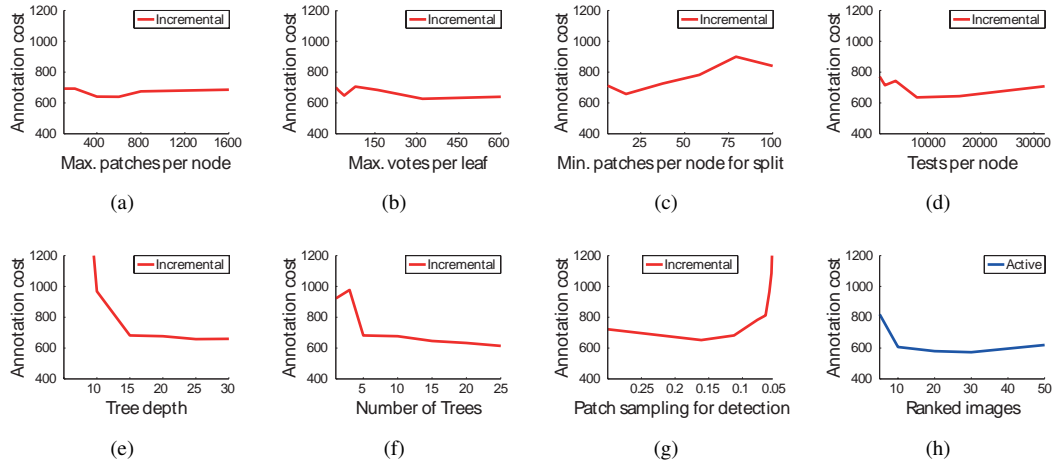 1200
1000
800
600
400
Annotation cost
Incremental
400
800
1200
1600
Max. patches per node
(a)
1200
1000
800
600
400
Annotation cost
Incremental
150
300
450
600
Max. votes per leaf
(b)
1200
1000
800
600
400
Annotation cost
Incremental
25
50
75
100
Min. patches per node for split
(c)
1200
1000
800
600
400
Annotation cost
Incremental
10000
20000
30000
Tests per node
(d)
1200
1000
800
600
400
Annotation cost
Incremental
10
15
20
25
30
Tree depth
(e)
1200
1000
800
600
400
Annotation cost
Incremental
5
10
15
20
25
Number of Trees
(f)
1200
1000
800
600
400
Annotation cost
Incremental
0.25
0.2
0.15
0.1
0.05
Patch sampling for detection
(g)
1200
1000
800
600
400
Annotation cost
Active
10
20
30
40
50
Ranked images
(h)